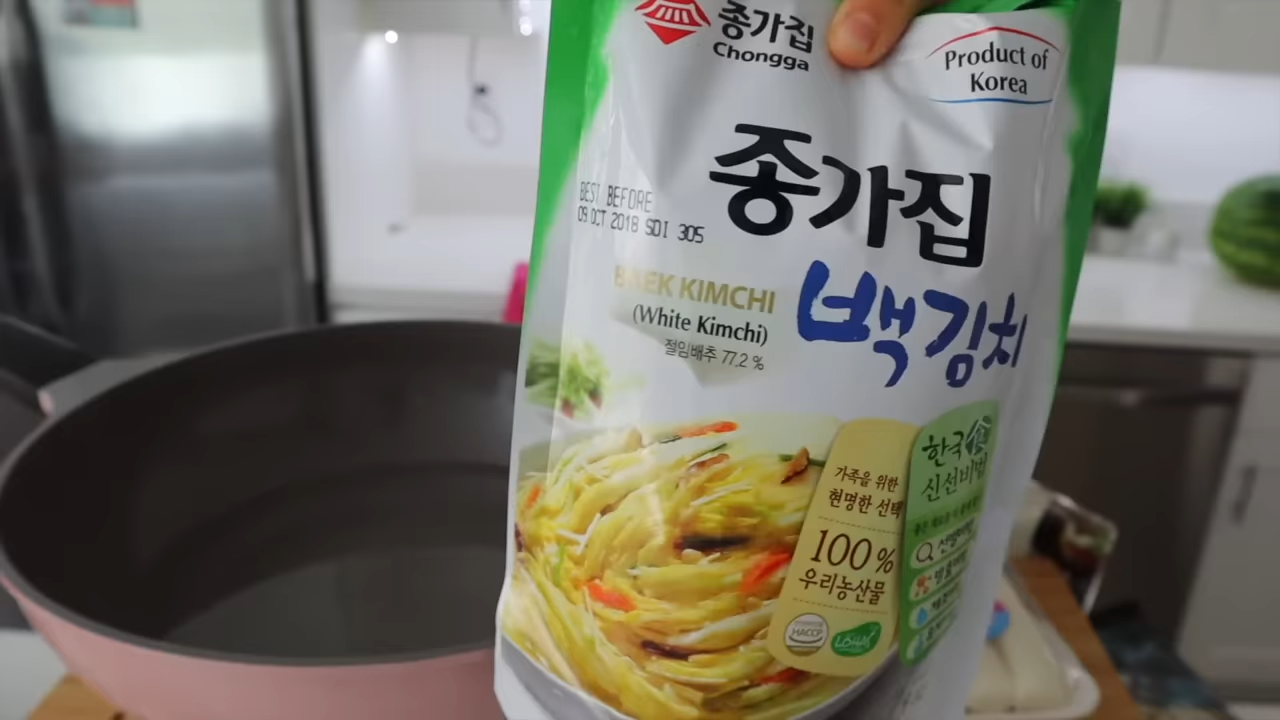 종가집
Chongga
Product of
Korea
종가집
백김치
BEST BEFORE
09 OCT 2018 SDI 305
BAEK KIMCHI
(White Kimchi)
절임배추 77.2 %
가족을 위한
현명한 선택
100%
우리농산물
HACCP
한국食
신선비법